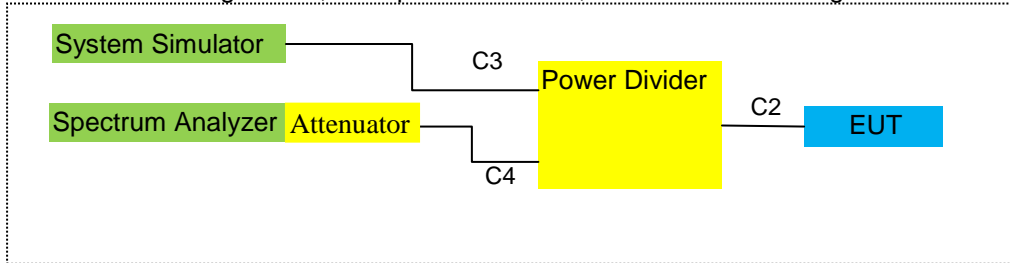 System Simulator
C3
Power Divider
Spectrum Analyzer Attenuator
C2
EUT
C4